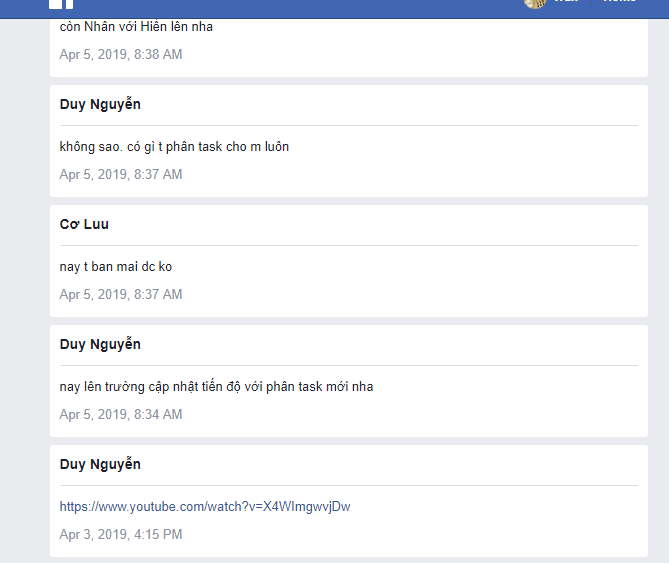 còn Nhân với Hiên lên nha
Apr 5, 2019, 8:38 AM
Duy Nguyễn
không sao. có gì t phân task cho m luôn
Apr 5, 2019, 8:37 AM
Cơ Luu
nay t ban mai dc ko
Apr 5, 2019, 8:37 AM
Duy Nguyễn
nay lên trường cập nhật tiến độ với phân task mới nha
Apr 5, 2019, 8:34 AM
Duy Nguyễn
https://www.youtube.com/watch?v=X4WImgwvjDw
Apr 3, 2019, 4:15 PM